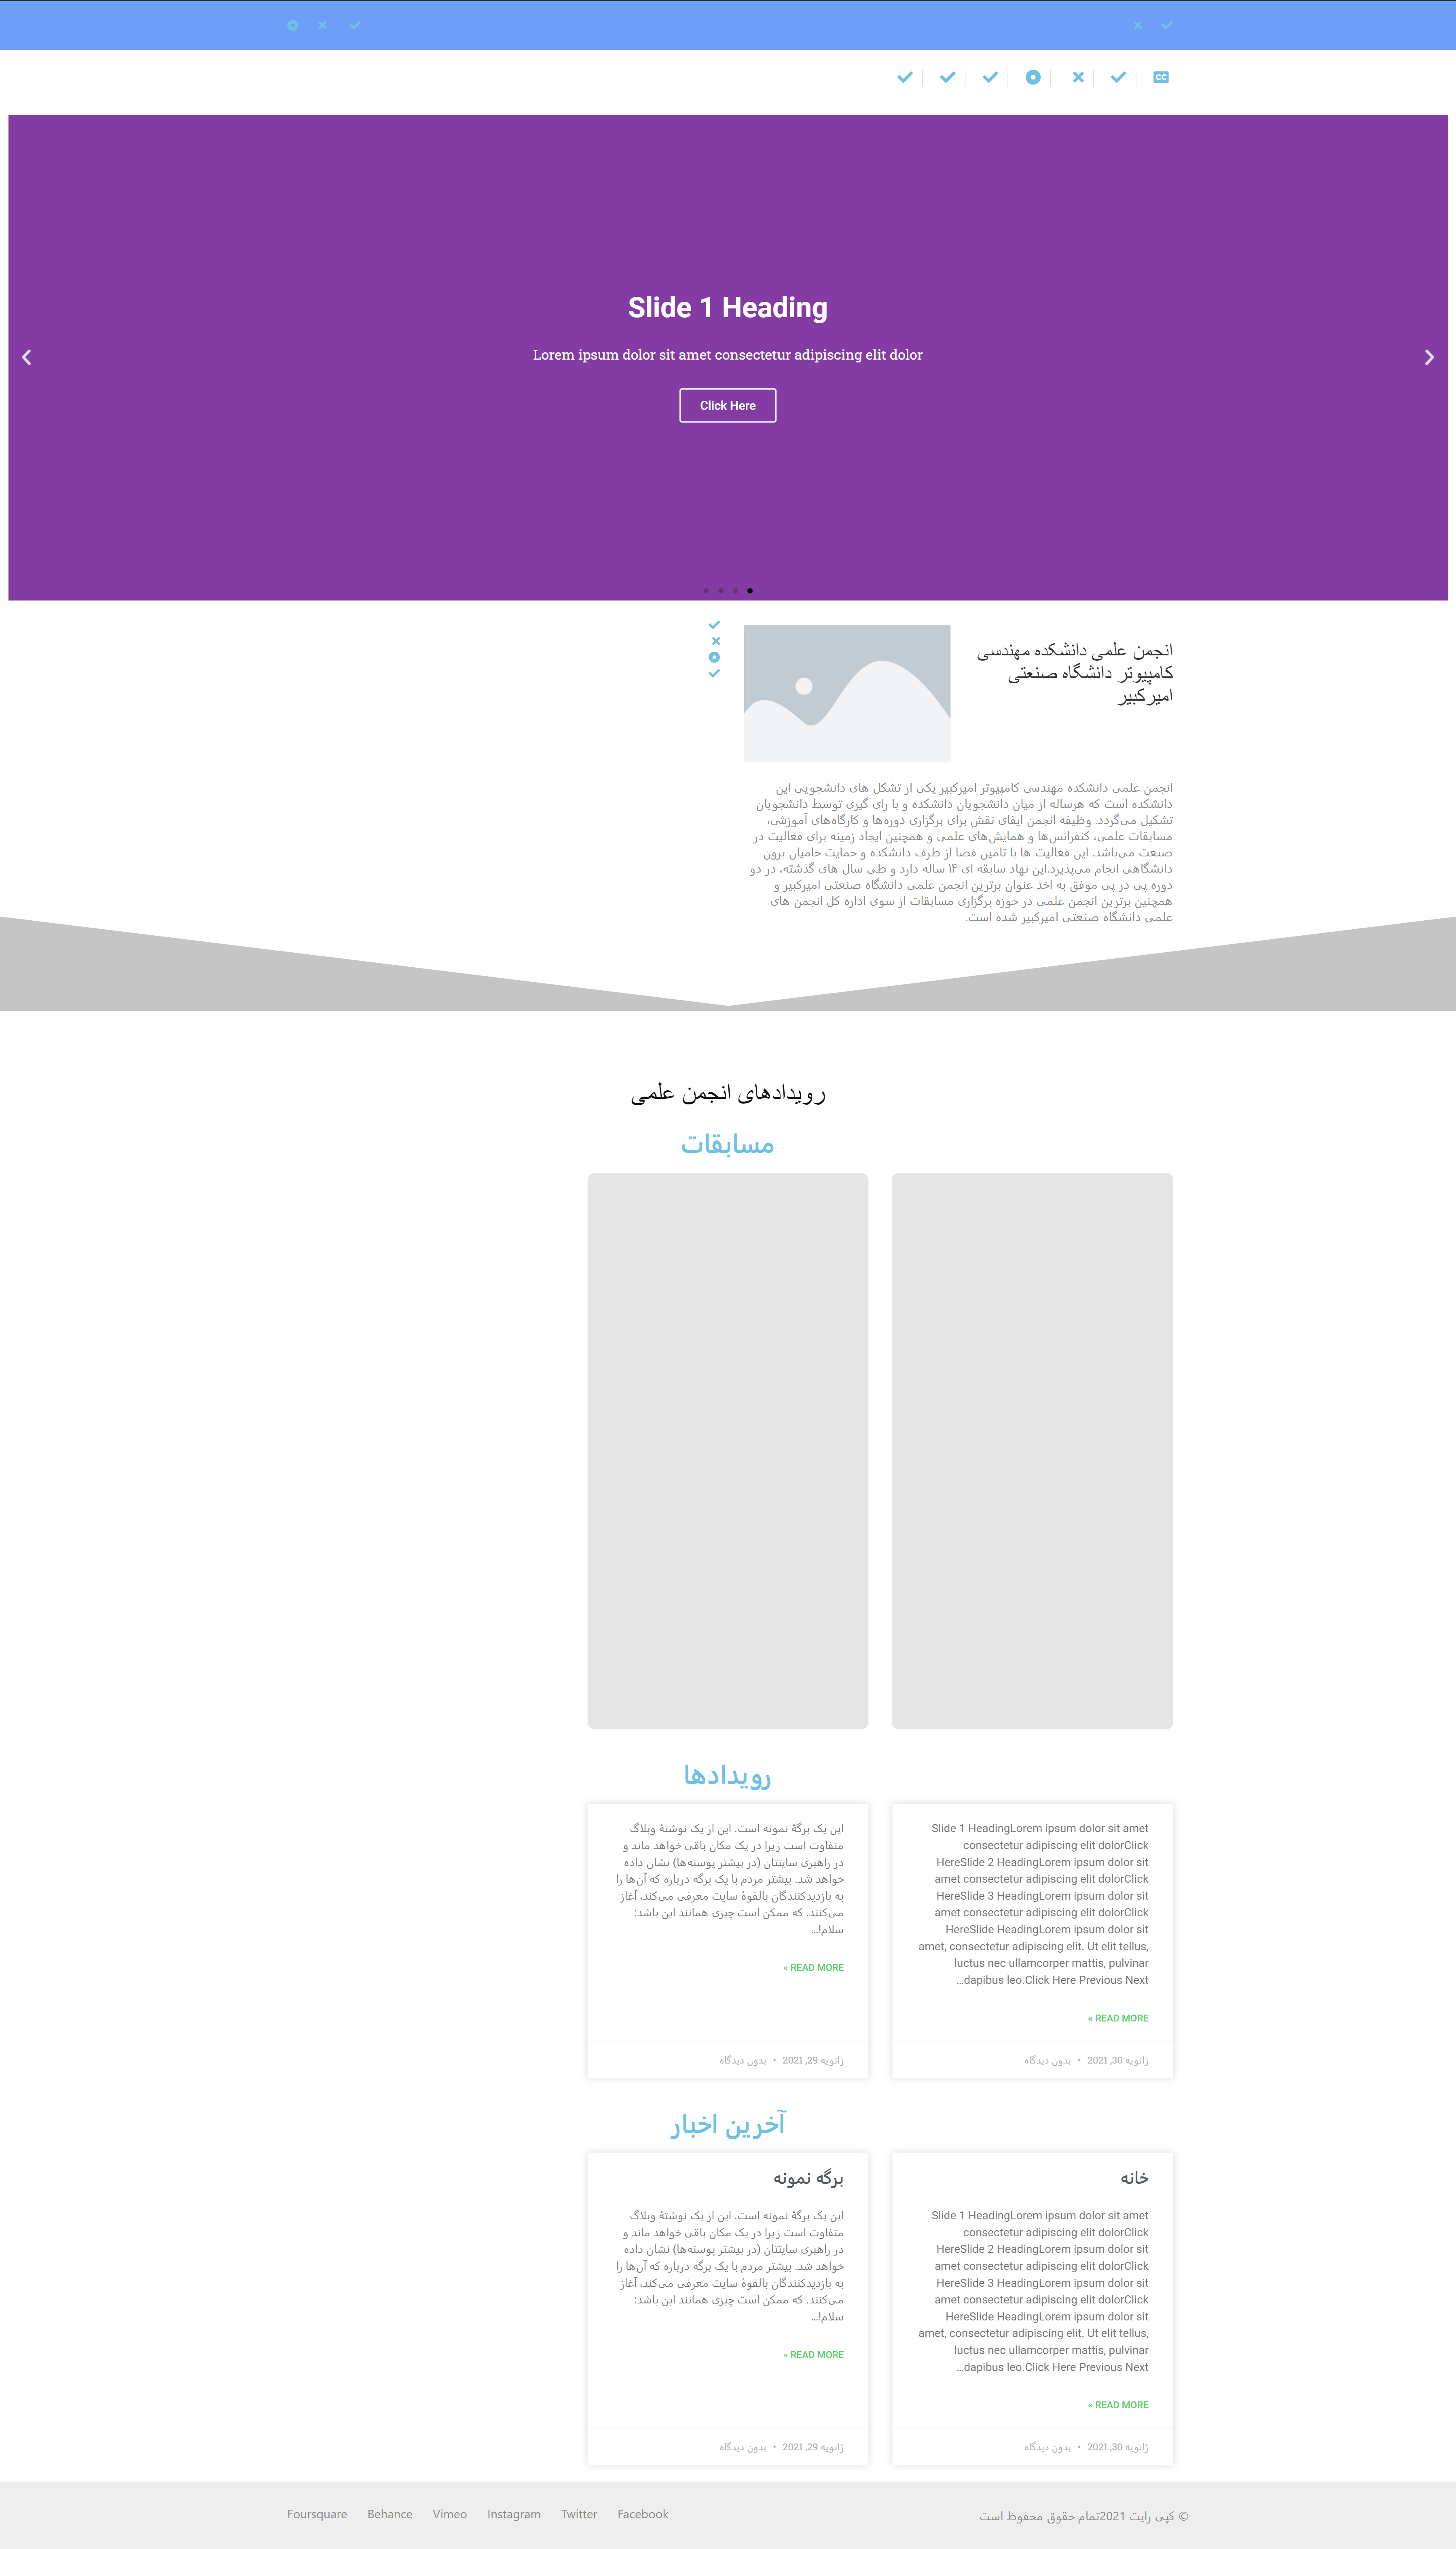 Slide 1 Heading
Lorem ipsum dolor sit amet consectetur adipiscing elit dolor
Click Here
انجمن علمی دانشکده مهندسی
کامپیوتر دانشگاه صنعتی
امیرکبیر
انجمن علمی دانشکده مهندسی کامپیوتر امیرکبیر یکی از تشکل های دانشجویی این
دانشکده است که هرساله از میان دانشجویان دانشکده و با رای گیری توسط دانشجویان
تشکیل می‌گردد. وظیفه انجمن ایفای نقش برای برگزاری دوره‌ها و کارگاه‌های آموزشی،
مسابقات علمی، کنفرانس‌ها و همایش‌های علمی و همچنین ایجاد زمینه برای فعالیت در
صنعت می‌باشد. این فعالیت ها با تامین فضا از طرف دانشکده و حمایت حامیان برون
دانشگاهی انجام می‌پذیرد.این نهاد سابقه ای ۱۴ ساله دارد و طی سال های گذشته، در دو
دوره پی در پی موفق به اخذ عنوان برترین انجمن علمی دانشگاه صنعتی امیرکبیر و
همچنین برترین انجمن علمی در حوزه برگزاری مسابقات از سوی اداره کل انجمن های
علمی دانشگاه صنعتی امیرکبیر شده است.
رویدادهای انجمن علمی
مسابقات
رویدادها
Slide 1 HeadingLorem ipsum dolor sit amet
consectetur adipiscing elit dolorClick
HereSlide 2 HeadingLorem ipsum dolor sit
amet consectetur adipiscing elit dolorClick
HereSlide 3 HeadingLorem ipsum dolor sit
amet consectetur adipiscing elit dolorClick
HereSlide HeadingLorem ipsum dolor sit
amet, consectetur adipiscing elit. Ut elit tellus,
luctus nec ullamcorper mattis, pulvinar
dapibus leo.Click Here Previous Next…
READ MORE »
ژانویه 30, 2021 • بدون دیدگاه
این یک برگهٔ نمونه است. این از یک نوشتهٔ وبلاگ
متفاوت است زیرا در یک مکان باقی خواهد ماند و
در راهبری سایتتان (در بیشتر پوسته‌ها) نشان داده
خواهد شد. بیشتر مردم با یک برگه درباره که آن‌ها را
به بازدیدکنندگان بالقوهٔ سایت معرفی می‌کند، آغاز
می‌کنند. که ممکن است چیزی همانند این باشد:
سلام!…
READ MORE »
ژانویه 29, 2021 • بدون دیدگاه
آخرین اخبار
خانه
Slide 1 HeadingLorem ipsum dolor sit amet
consectetur adipiscing elit dolorClick
HereSlide 2 HeadingLorem ipsum dolor sit
amet consectetur adipiscing elit dolorClick
HereSlide 3 HeadingLorem ipsum dolor sit
amet consectetur adipiscing elit dolorClick
HereSlide HeadingLorem ipsum dolor sit
amet, consectetur adipiscing elit. Ut elit tellus,
luctus nec ullamcorper mattis, pulvinar
dapibus leo.Click Here Previous Next…
READ MORE »
ژانویه 30, 2021 • بدون دیدگاه
برگه نمونه
این یک برگهٔ نمونه است. این از یک نوشتهٔ وبلاگ
متفاوت است زیرا در یک مکان باقی خواهد ماند و
در راهبری سایتتان (در بیشتر پوسته‌ها) نشان داده
خواهد شد. بیشتر مردم با یک برگه درباره که آن‌ها را
به بازدیدکنندگان بالقوهٔ سایت معرفی می‌کند، آغاز
می‌کنند. که ممکن است چیزی همانند این باشد:
سلام!…
READ MORE »
ژانویه 29, 2021 • بدون دیدگاه
© کپی رایت 2021تمام حقوق محفوظ است
Foursquare Behance Vimeo Instagram Twitter Facebook